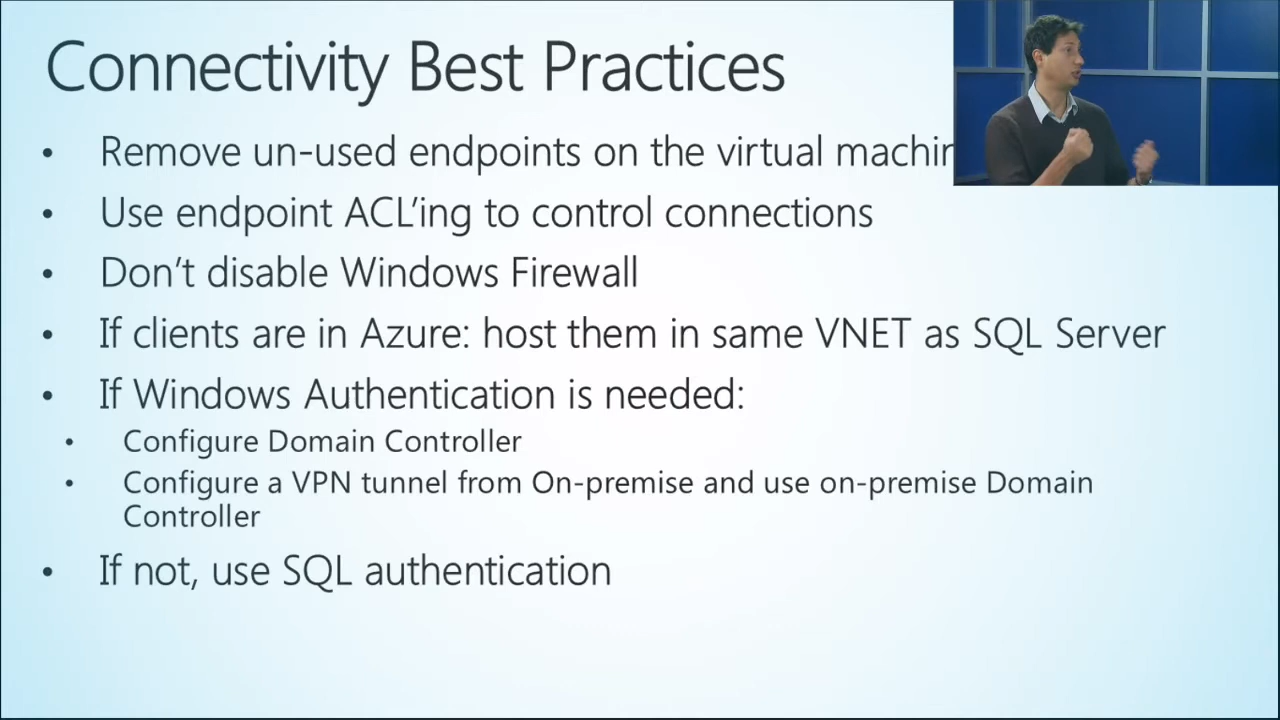 Connectivity Best Practices
• Remove un-used endpoints on the virtual
• Use endpoint ACL’ing to control connections
• Don’t disable Windows Firewall
• If clients are in Azure: host them in same VNET as SQL Server
• If Windows Authentication is needed:
• Configure Domain Controller
• Configure a VPN tunnel from On-premise and use on-premise Domain
Controller
• If not, use SQL authentication